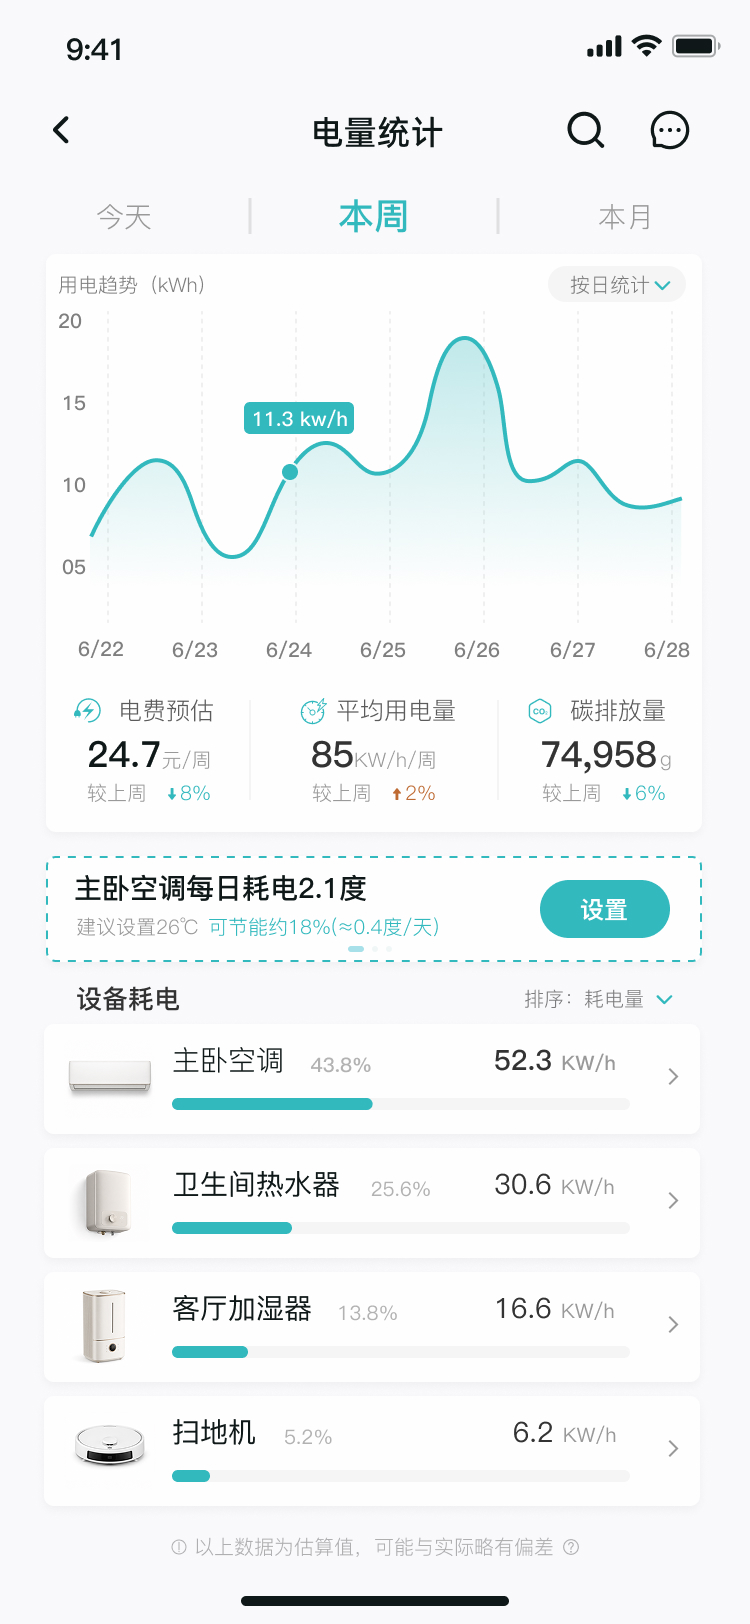 9:41
电量统计
今天 本周 本月
用电趋势（kWh） 按日统计
20
15
11.3 kw/h
10
05
6/22 6/23 6/24 6/25 6/26 6/27 6/28
电费预估 平均用电量 CO₂ 碳排放量
24.7元/周 85KW/h/周 74,958g
较上周 8% 较上周 2% 较上周 6%
主卧空调每日耗电2.1度
建议设置26℃ 可节能约18%(≈0.4度/天)
设置
设备耗电 排序：耗电量
主卧空调 43.8% 52.3 KW/h
卫生间热水器 25.6% 30.6 KW/h
客厅加湿器 13.8% 16.6 KW/h
扫地机 5.2% 6.2 KW/h
以上数据为估算值，可能与实际略有偏差